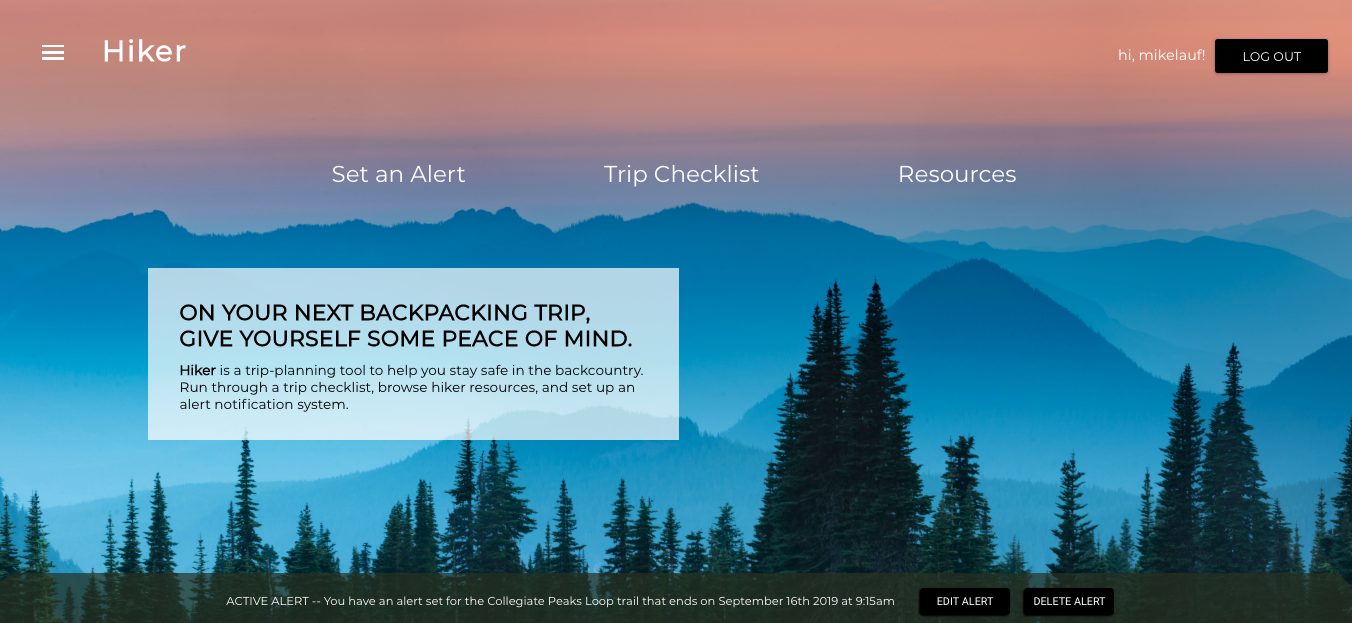 Hiker
hi, mikelauf!
LOG OUT
Set an Alert
Trip Checklist
Resources
ON YOUR NEXT BACKPACKING TRIP,
GIVE YOURSELF SOME PEACE OF MIND.
Hiker is a trip-planning tool to help you stay safe in the backcountry.
Run through a trip checklist, browse hiker resources, and set up an
alert notification system.
ACTIVE ALERT -- You have an alert set for the Collegiate Peaks Loop trail that ends on September 16th 2019 at 9:15am
EDIT ALERT
DELETE ALERT